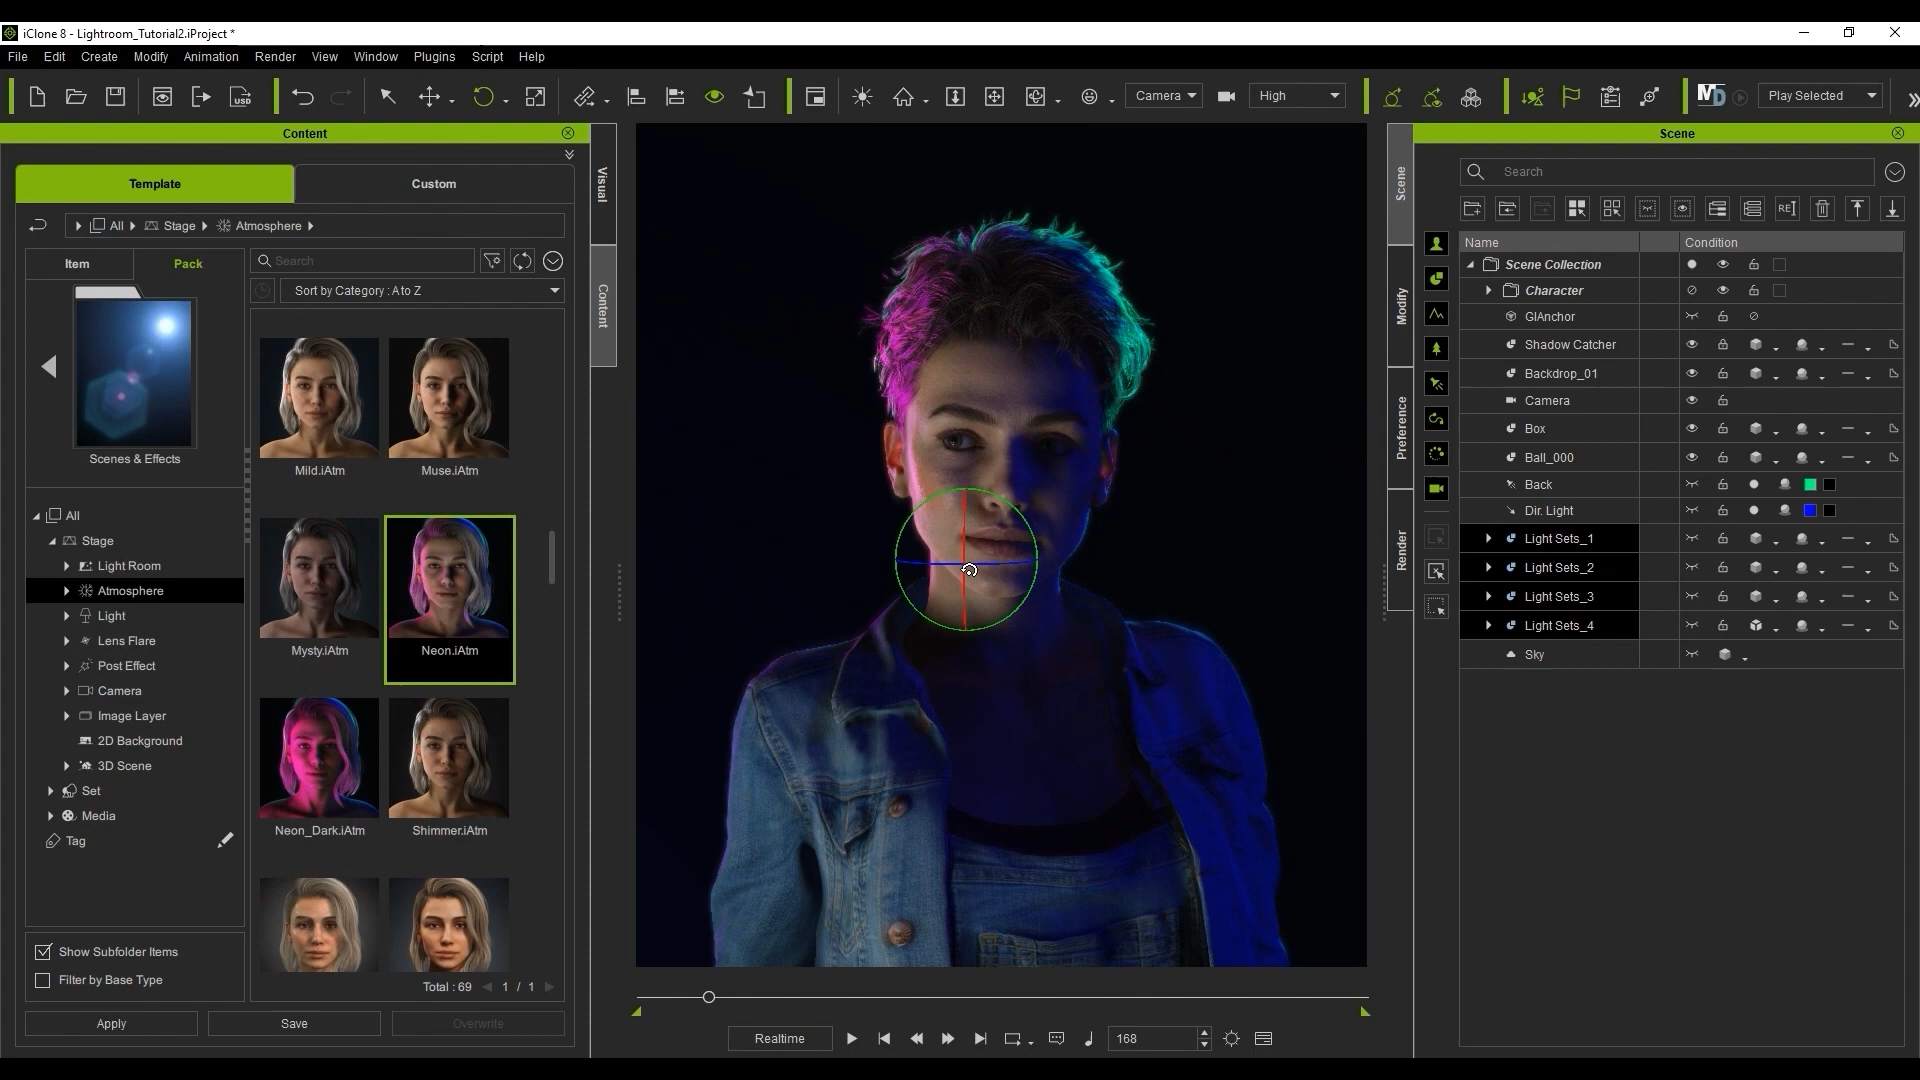 iClone 8 - Lightroom_Tutorial2.iProject *
File Edit Create Modify Animation Render View Window Plugins Script Help
USD
Camera
High
MD
Play Selected
Content
Template
Custom
All Stage Atmosphere
Item
Pack
Search
Sort by Category : A to Z
Scenes & Effects
All
Stage
Light Room
Atmosphere
Light
Lens Flare
Post Effect
Camera
Image Layer
2D Background
3D Scene
Set
Media
Tag
Show Subfolder Items
Filter by Base Type
Mild.iAtm
Muse.iAtm
Mysty.iAtm
Neon.iAtm
Neon_Dark.iAtm
Shimmer.iAtm
Total : 69
1 / 1
Apply
Save
Overwrite
Visual
Content
Realtime
168
Scene
Modify
Preference
Render
Scene
Search
RE
Name
Condition
Scene Collection
Character
GIAnchor
Shadow Catcher
Backdrop_01
Camera
Box
Ball_000
Back
Dir. Light
Light Sets_1
Light Sets_2
Light Sets_3
Light Sets_4
Sky